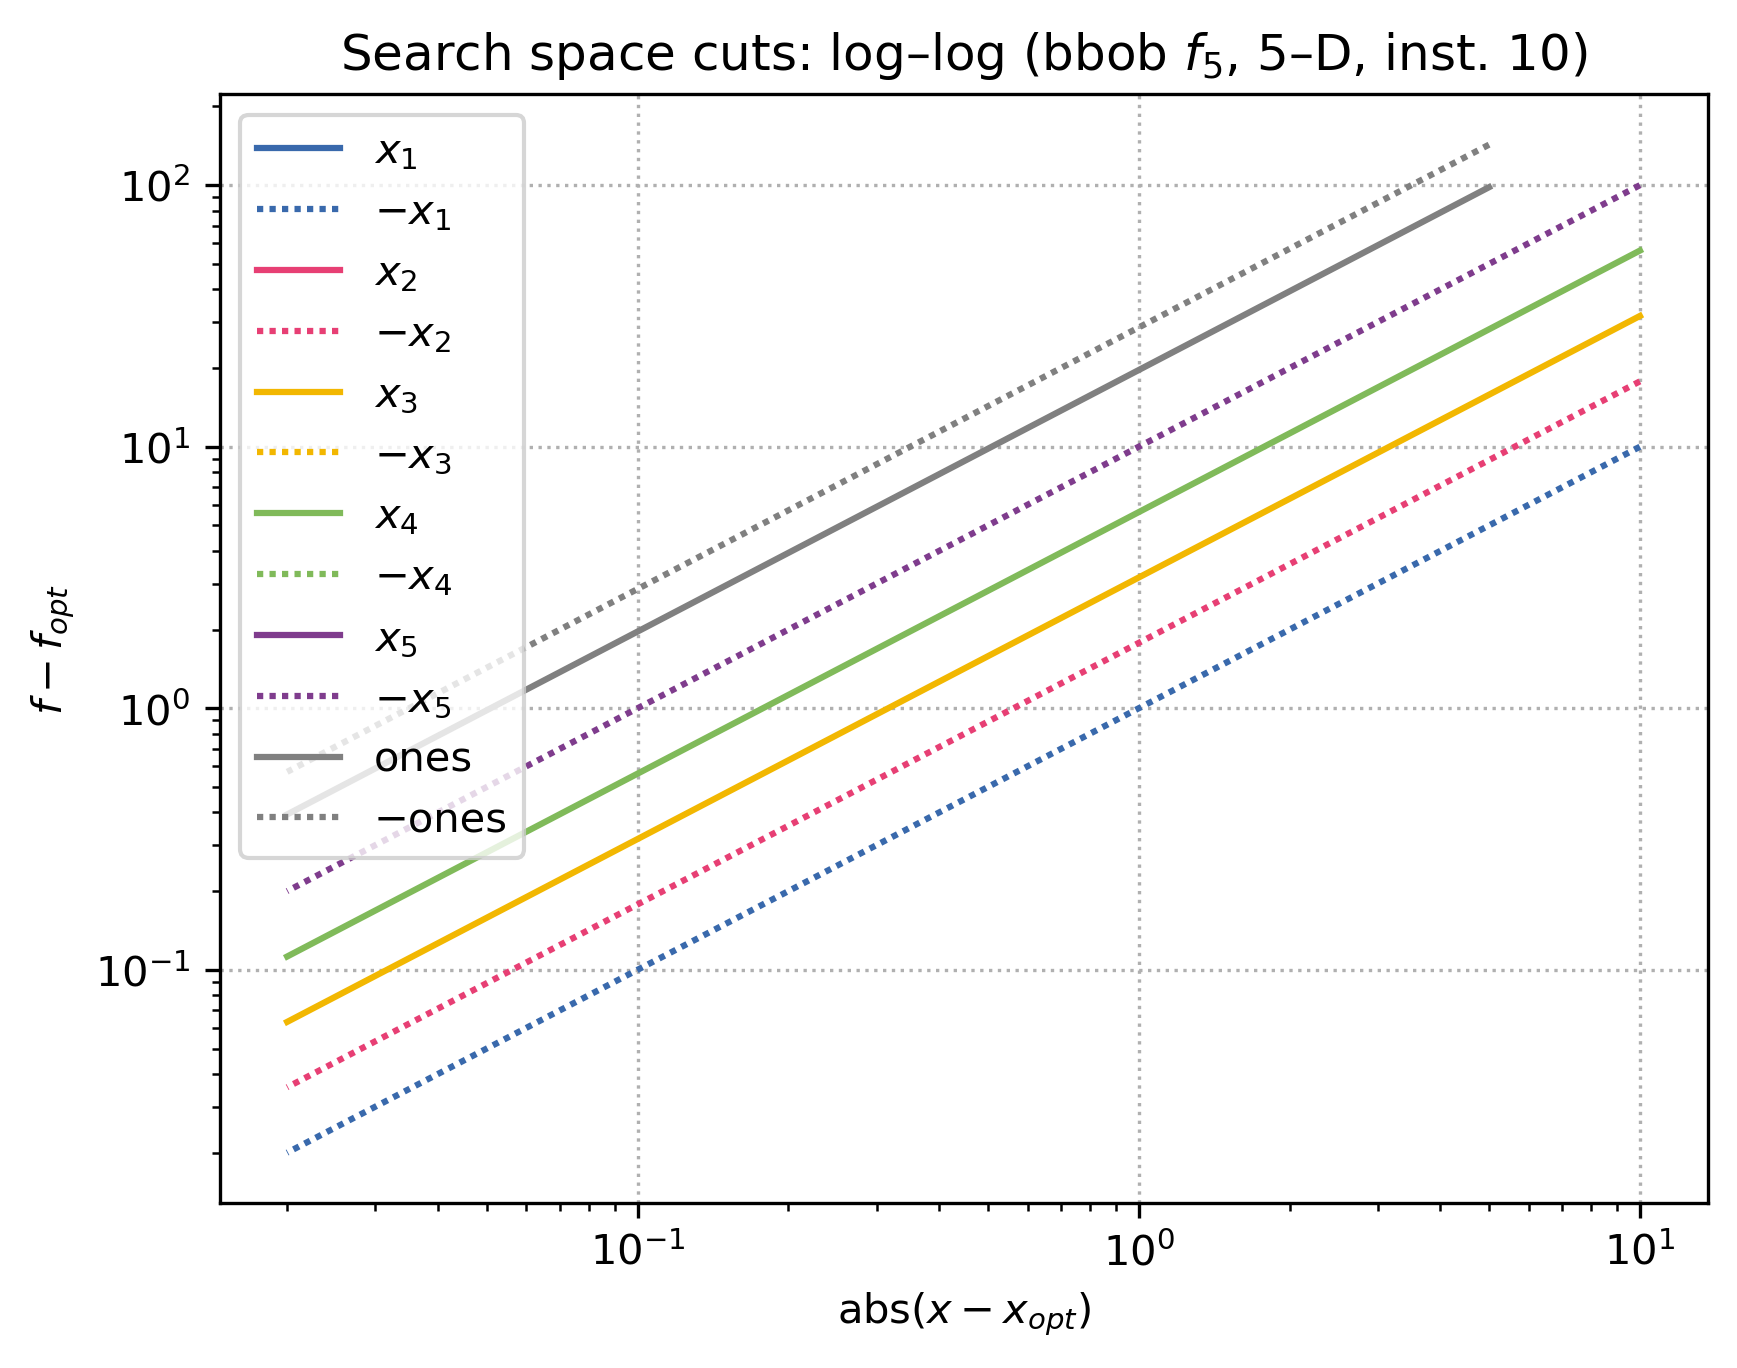 Search space cuts: log–log (bbob f₅, 5–D, inst. 10)
x₁
−x₁
x₂
−x₂
x₃
−x₃
x₄
−x₄
x₅
−x₅
ones
−ones
10²
10¹
10⁰
10⁻¹
f − f_opt
10⁻¹ 10⁰ 10¹
abs(x − x_opt)